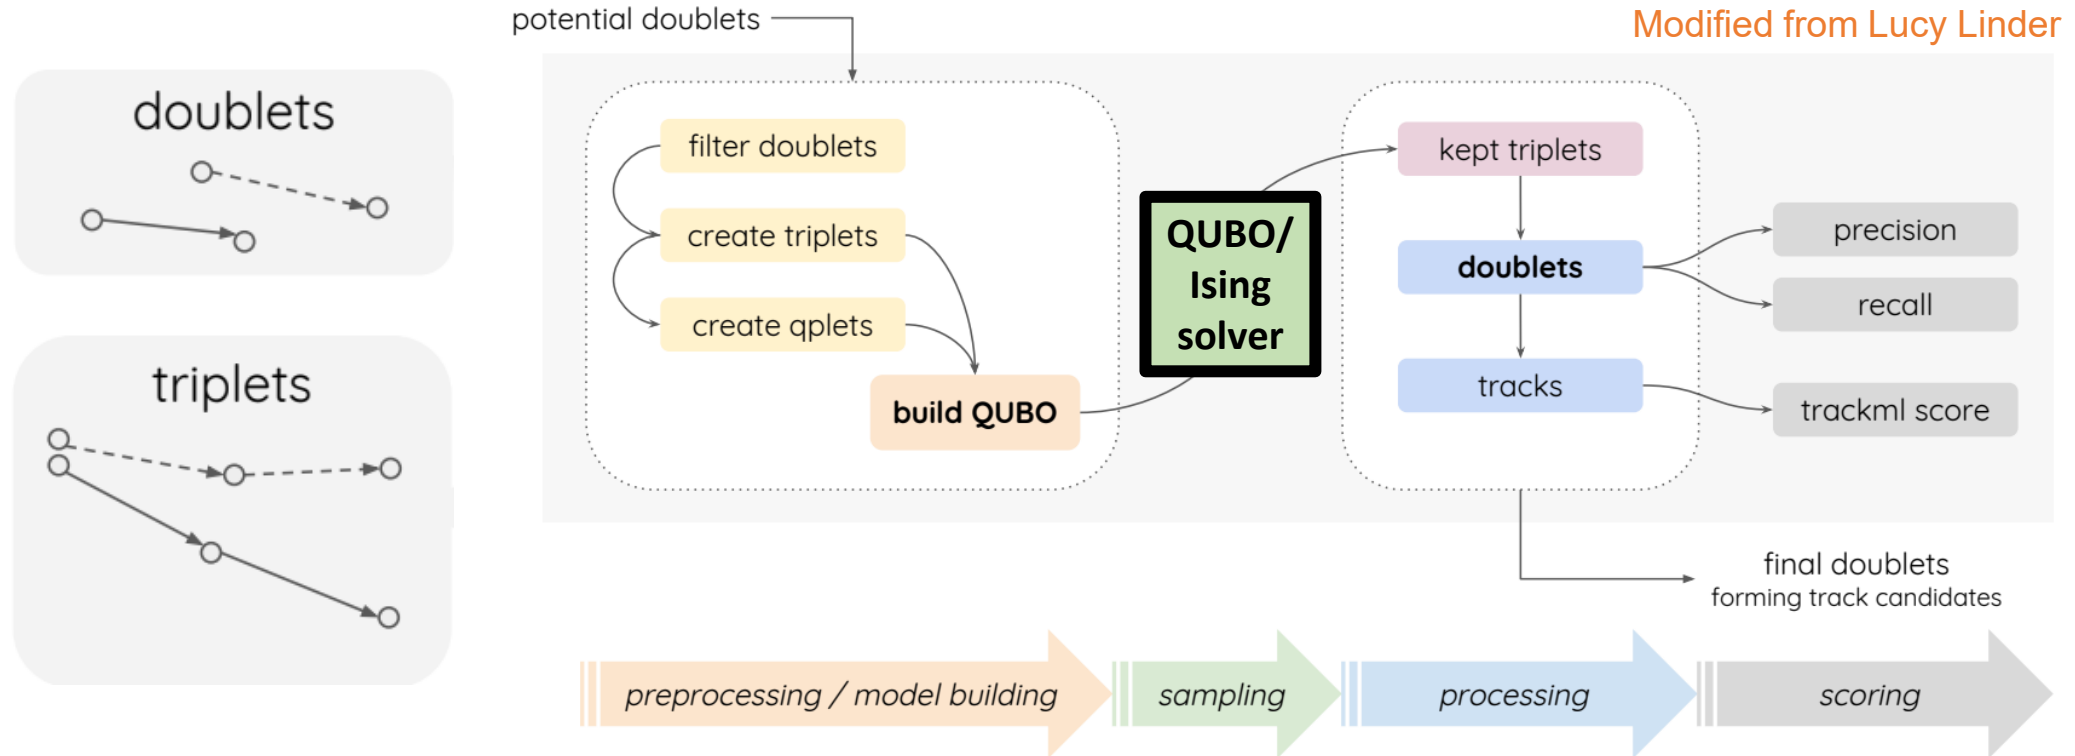 potential doublets
Modified from Lucy Linder
doublets
triplets
filter doublets
create triplets
create qplets
build QUBO
QUBO/
Ising
solver
kept triplets
doublets
tracks
precision
recall
trackml score
final doublets
forming track candidates
preprocessing / model building
sampling
processing
scoring